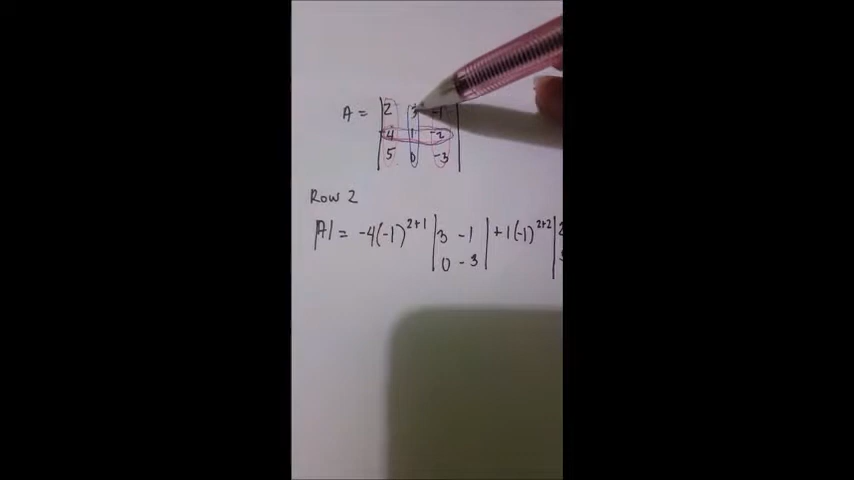 A = | 2 3 -1 |
| -4 1 -2 |
| 5 0 -3 |
Row 2
|A| = -4(-1)^2+1 | 3 -1 | + 1(-1)^2+2 | 2
| 0 -3 |